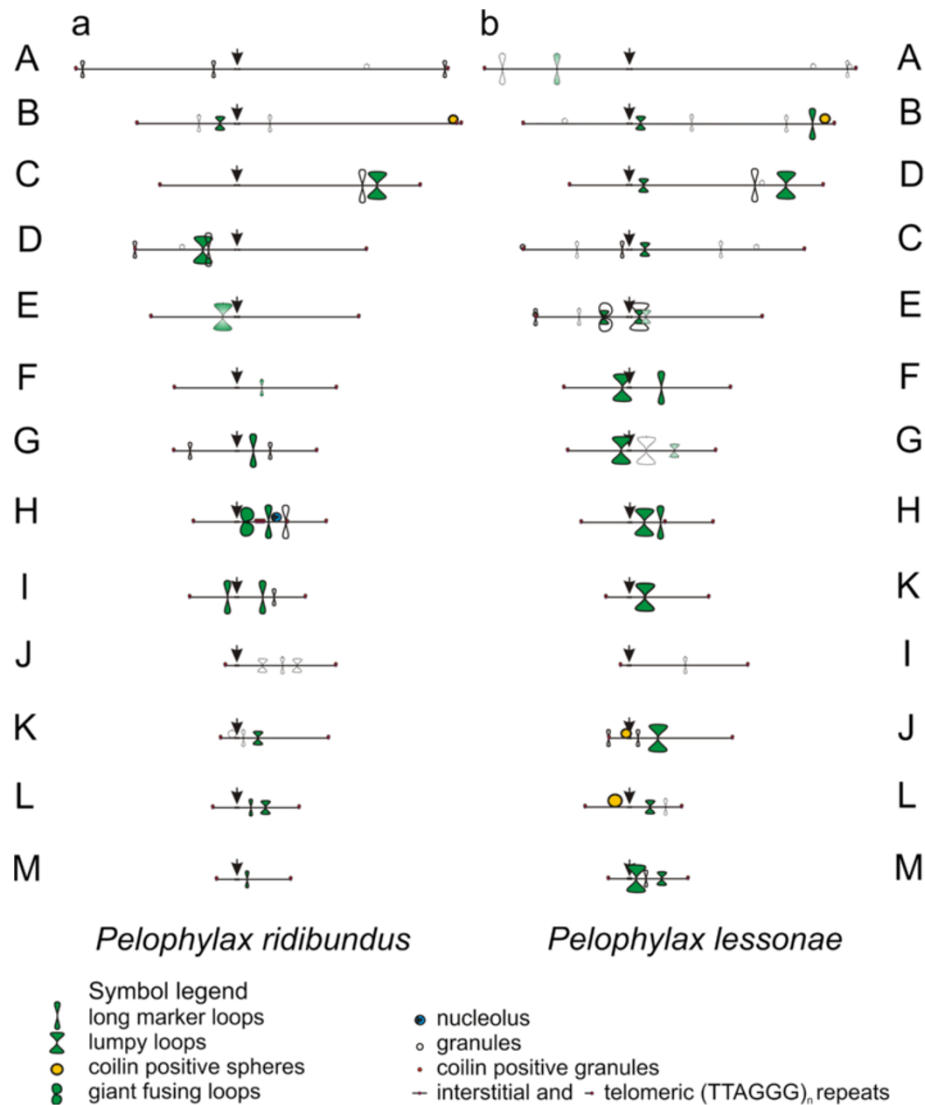 a b
A A
B B
C D
D C
E E
F F
G G
H H
I K
J I
K J
L L
M M
Pelophylax ridibundus Pelophylax lessonae
Symbol legend
long marker loops nucleolus
lumpy loops granules
coilin positive spheres coilin positive granules
giant fusing loops interstitial and telomeric (TTAGGG)n repeats